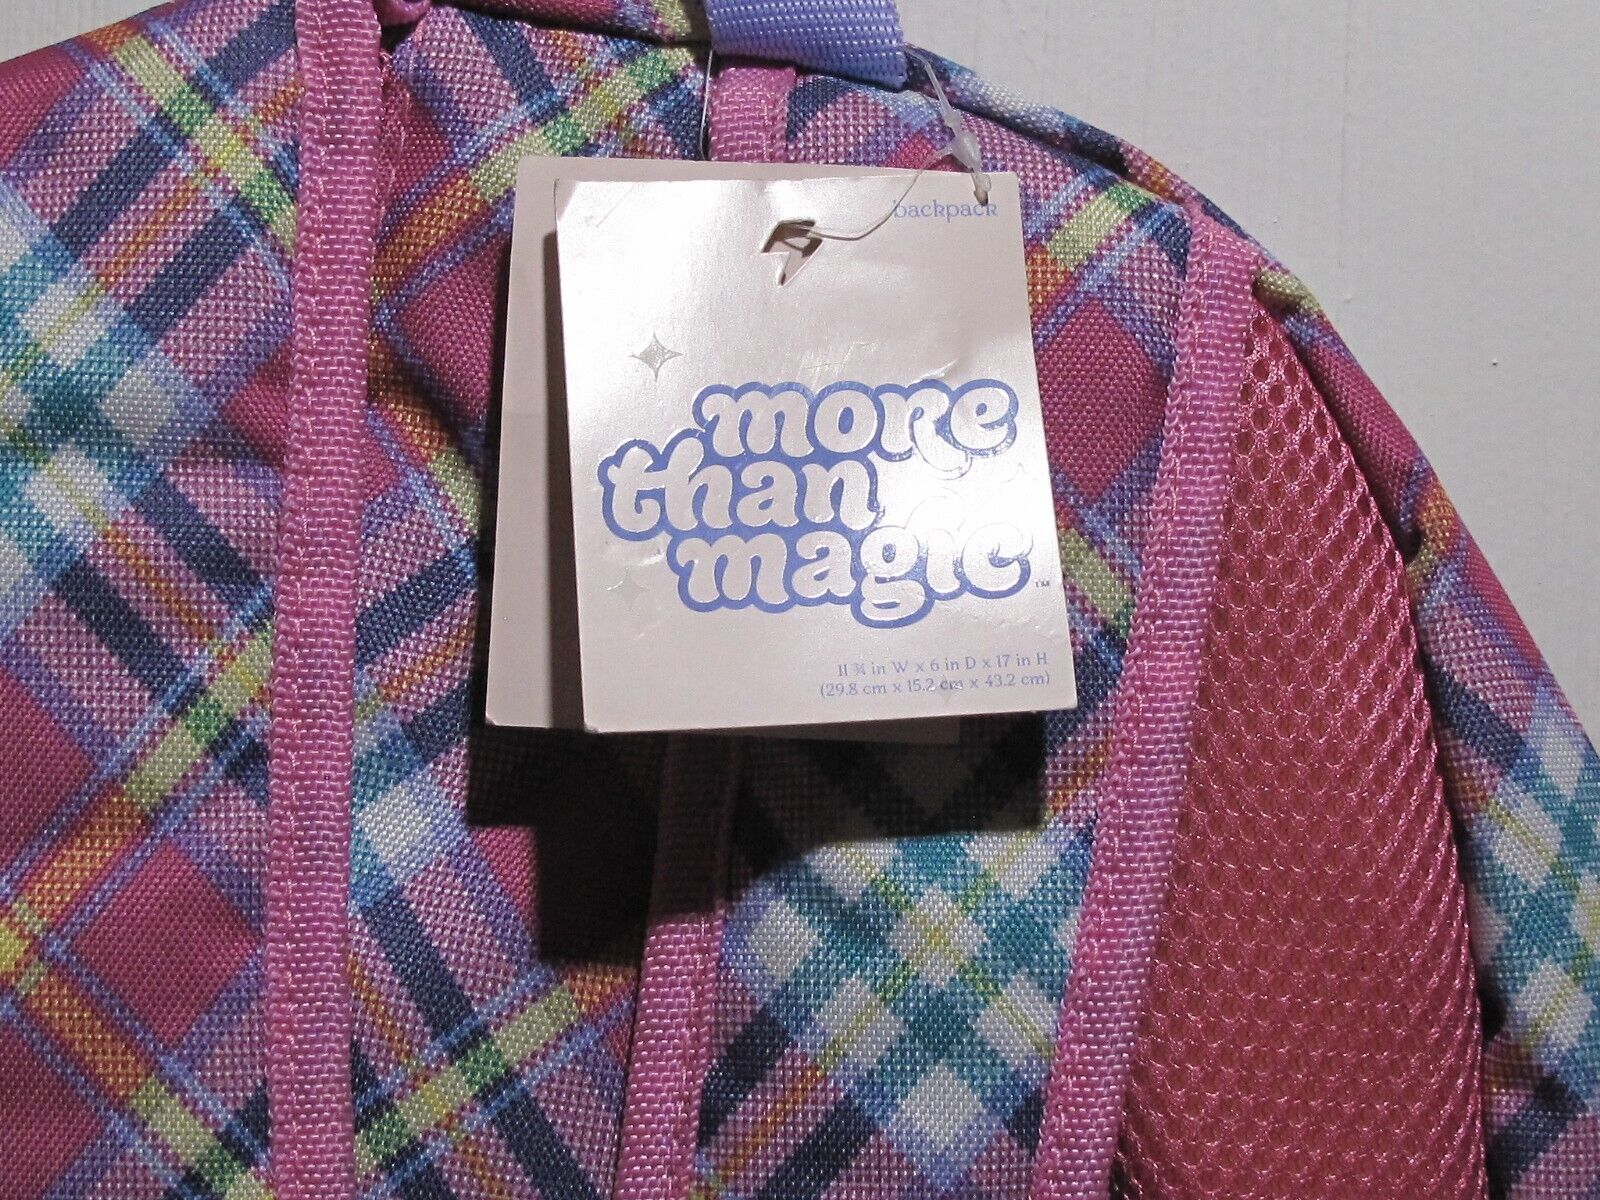 backpack
more
than
magic™
11 ¾ in W x 6 in D x 17 in H
(29.8 cm x 15.2 cm x 43.2 cm)